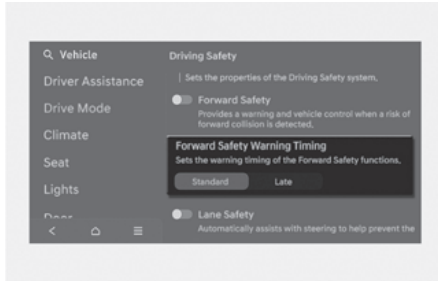 Vehicle
Driver Assistance
Drive Mode
Climate
Seat
Lights
Door
Driving Safety
Sets the properties of the Driving Safety system.
Forward Safety
Provides a warning and vehicle control when a risk of
forward collision is detected.
Forward Safety Warning Timing
Sets the warning timing of the Forward Safety functions.
Standard Late
Lane Safety
Automatically assists with steering to help prevent the